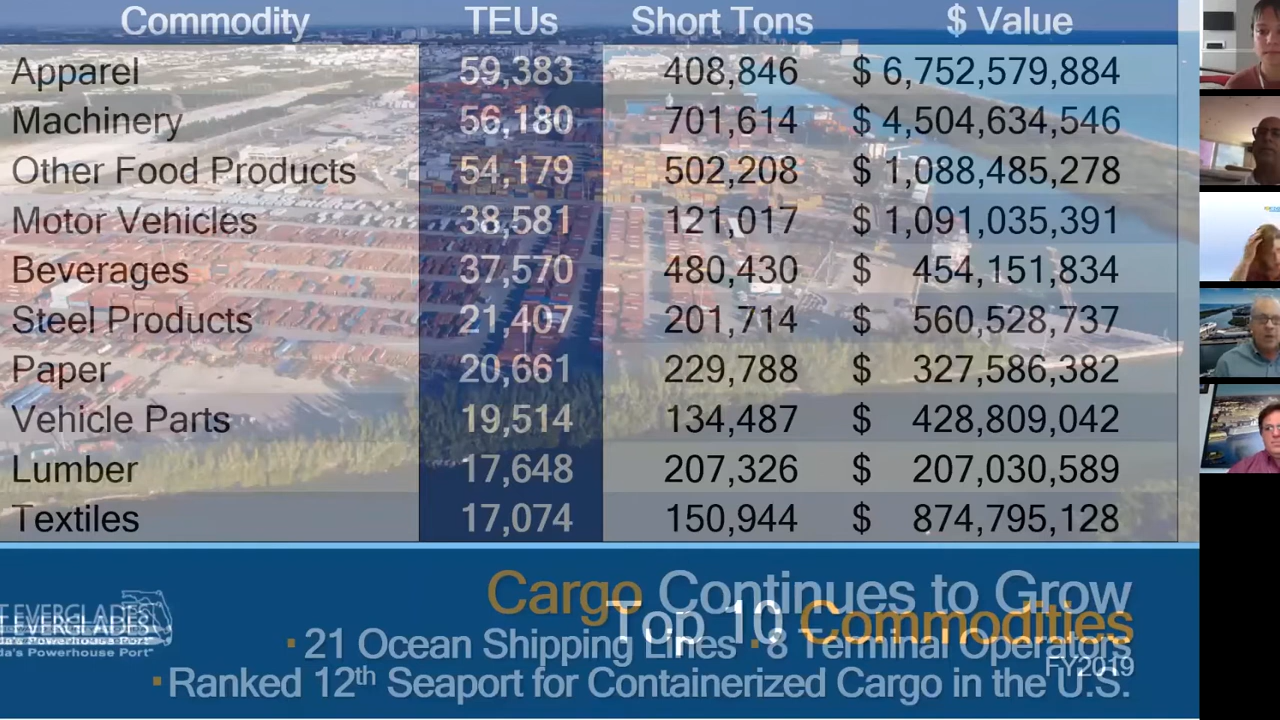 Commodity TEUs Short Tons $ Value
Apparel 59,383 408,846 $ 6,752,579,884
Machinery 56,180 701,614 $ 4,504,634,546
Other Food Products 54,179 502,208 $ 1,088,485,278
Motor Vehicles 38,581 121,017 $ 1,091,035,391
Beverages 37,570 480,430 $ 454,151,834
Steel Products 21,407 201,714 $ 560,528,737
Paper 20,661 229,788 $ 327,586,382
Vehicle Parts 19,514 134,487 $ 428,809,042
Lumber 17,648 207,326 $ 207,030,589
Textiles 17,074 150,944 $ 874,795,128
Cargo Continues to Grow
Top 10 Commodities
▪ 21 Ocean Shipping Lines ▪ 8 Terminal Operators
FY2019
▪ Ranked 12th Seaport for Containerized Cargo in the U.S.
T EVERGLADES
da's Powerhouse Port"